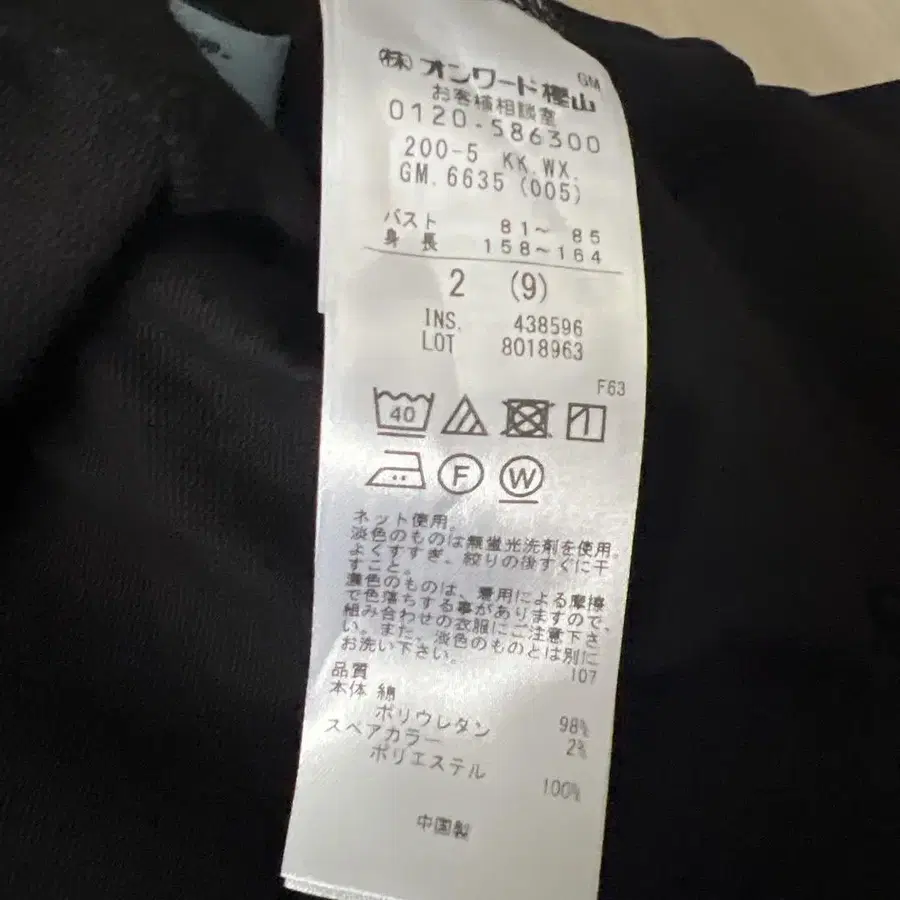 GM
㈱オンワード樫山
お客様相談室
0120-586300
200-5 KK.WX.
GM.6635(005)
バスト 81~ 85
身 長 158~164
2 (9)
INS. 438596
LOT 8018963
F63
40
F W
ネット使用。
淡色のものは無蛍光洗剤を使用。
よくすすぎ、絞りの後すぐに干
すこと。
濃色のものは、着用による摩擦
で色落ちする事がありますので、
組み合わせの衣服にご注意下さ
い。また、淡色のものとは別に
お洗い下さい。
107
品質
本体 綿 98%
ポリウレタン 2%
スペアカラー
ポリエステル 100%
中国製